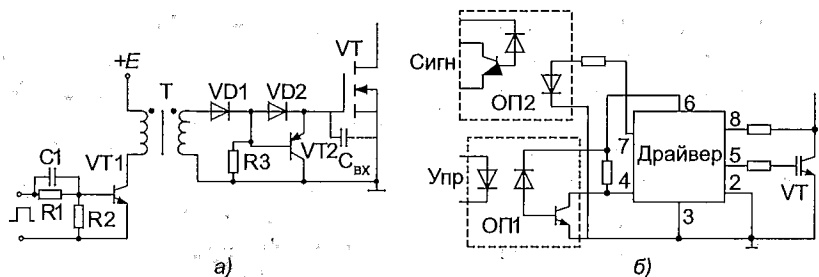 +E
T
VD1
VD2
VT
C1
VT1
R1
R2
R3
VT2
Cвх
а)
Сигн
ОП2
Упр
ОП1
Драйвер
6
7
4
8
5
2
3
VT
б)